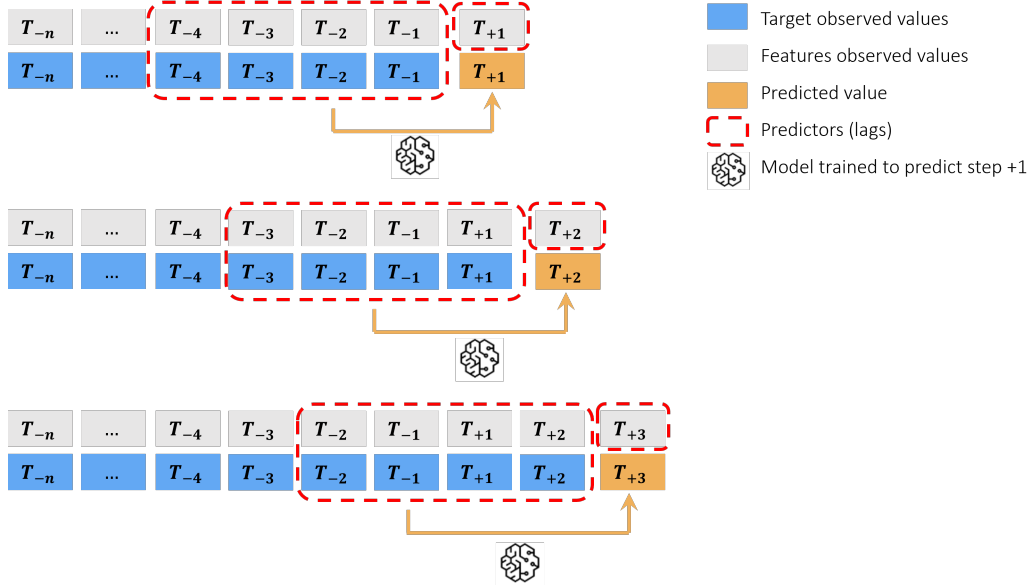 T₋ₙ ... T₋₄ T₋₃ T₋₂ T₋₁ T₊₁
T₋ₙ ... T₋₄ T₋₃ T₋₂ T₋₁ T₊₁
Target observed values
Features observed values
Predicted value
Predictors (lags)
Model trained to predict step +1
T₋ₙ ... T₋₄ T₋₃ T₋₂ T₋₁ T₊₁ T₊₂
T₋ₙ ... T₋₄ T₋₃ T₋₂ T₋₁ T₊₁ T₊₂
T₋ₙ ... T₋₄ T₋₃ T₋₂ T₋₁ T₊₁ T₊₂ T₊₃
T₋ₙ ... T₋₄ T₋₃ T₋₂ T₋₁ T₊₁ T₊₂ T₊₃